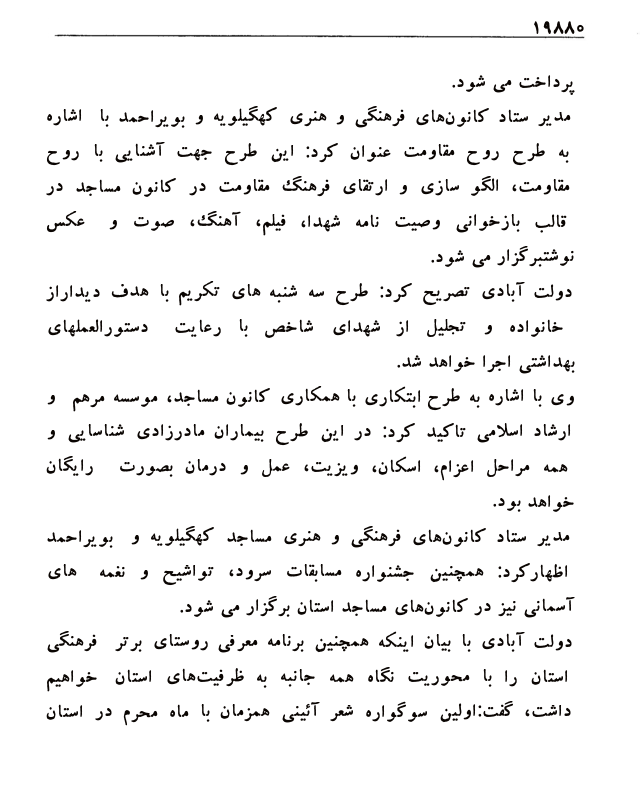 ۱۹۸۸۰
پرداخت می شود.
مدیر ستاد کانون‌های فرهنگی و هنری کهگیلویه و بویراحمد با اشاره
به طرح روح مقاومت عنوان کرد: این طرح جهت آشنایی با روح
مقاومت، الگو سازی و ارتقای فرهنگ مقاومت در کانون مساجد در
قالب بازخوانی وصیت نامه شهدا، فیلم، آهنگ، صوت و عکس
نوشتبرگزار می شود.
دولت آبادی تصریح کرد: طرح سه شنبه های تکریم با هدف دیداراز
خانواده و تجلیل از شهدای شاخص با رعایت دستورالعملهای
بهداشتی اجرا خواهد شد.
وی با اشاره به طرح ابتکاری با همکاری کانون مساجد، موسسه مرهم و
ارشاد اسلامی تاکید کرد: در این طرح بیماران مادرزادی شناسایی و
همه مراحل اعزام، اسکان، ویزیت، عمل و درمان بصورت رایگان
خواهد بود.
مدیر ستاد کانون‌های فرهنگی و هنری مساجد کهگیلویه و بویراحمد
اظهارکرد: همچنین جشنواره مسابقات سرود، تواشیح و نغمه های
آسمانی نیز در کانون‌های مساجد استان برگزار می شود.
دولت آبادی با بیان اینکه همچنین برنامه معرفی روستای برتر فرهنگی
استان را با محوریت نگاه همه جانبه به ظرفیت‌های استان خواهیم
داشت، گفت:اولین سوگواره شعر آئینی همزمان با ماه محرم در استان